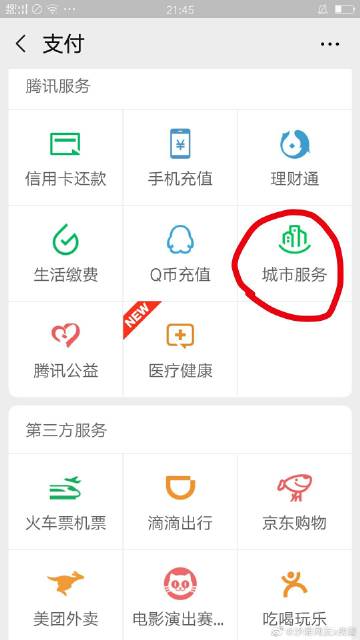 21:45
支付
腾讯服务
信用卡还款 手机充值 理财通
生活缴费 Q币充值 城市服务
NEW
腾讯公益 医疗健康
第三方服务
火车票机票 滴滴出行 京东购物
美团外卖 电影演出赛... 吃喝玩乐